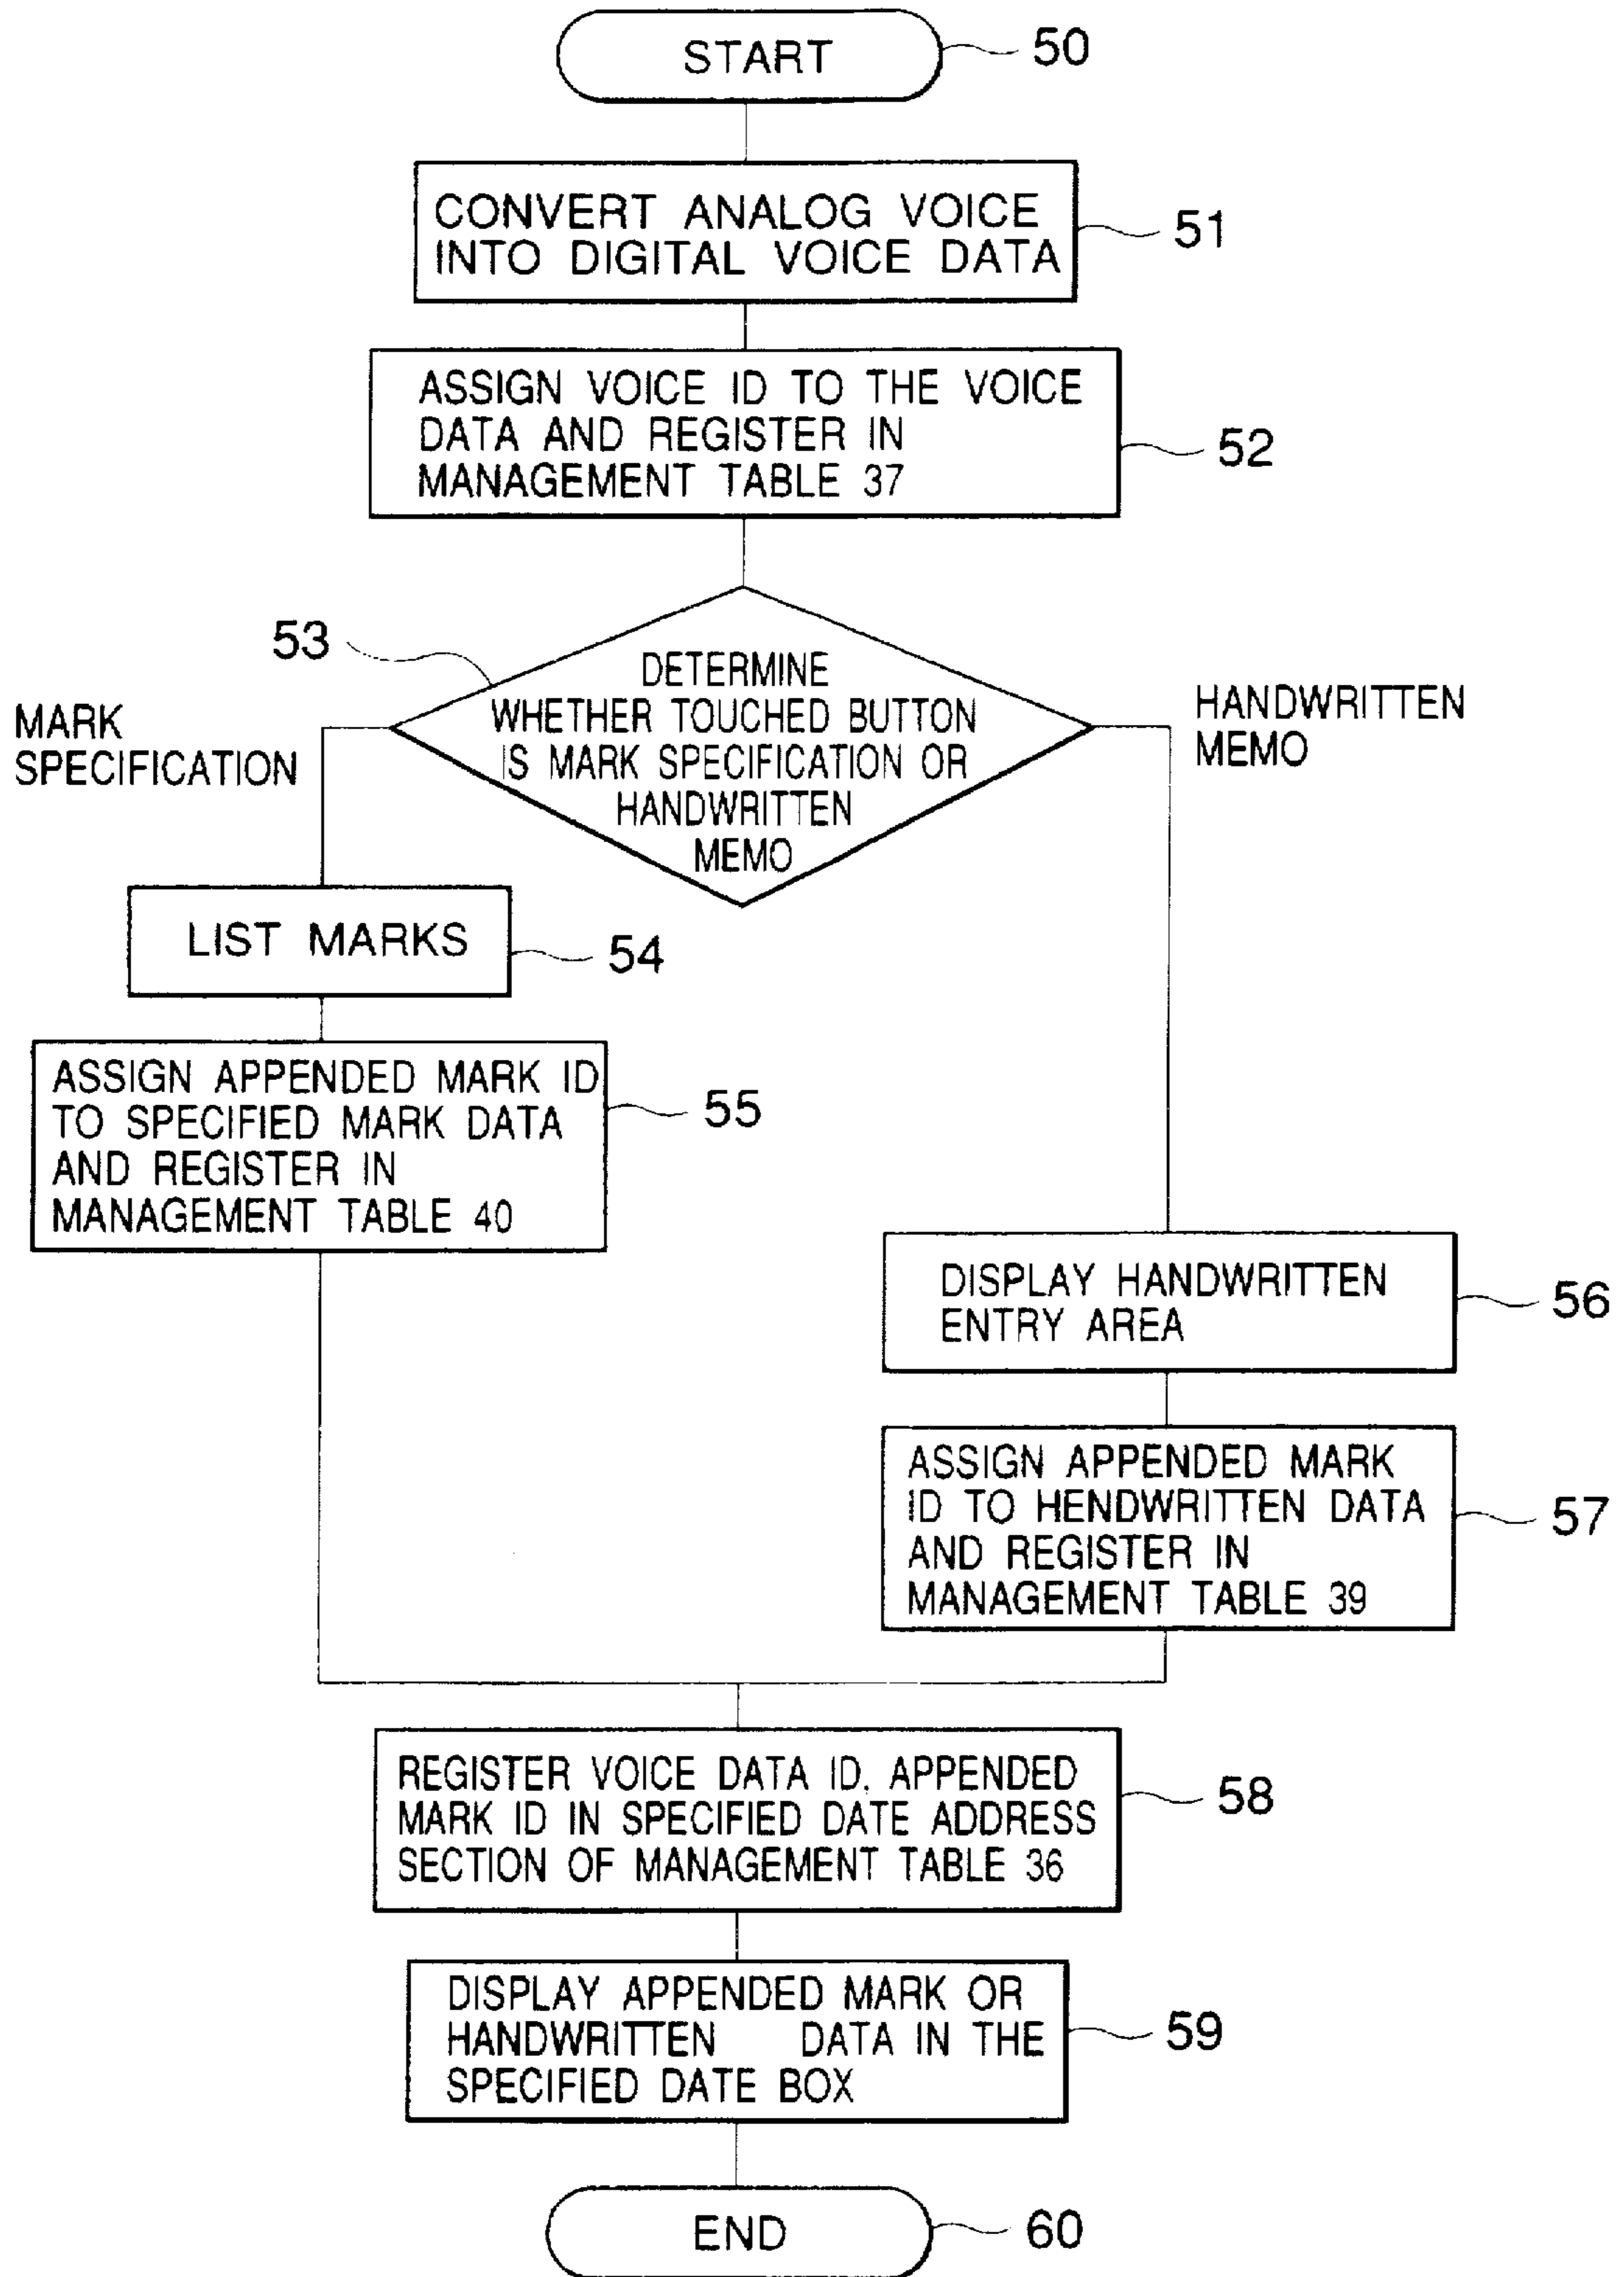 START
50
CONVERT ANALOG VOICE
INTO DIGITAL VOICE DATA
51
ASSIGN VOICE ID TO THE VOICE
DATA AND REGISTER IN
MANAGEMENT TABLE 37
52
53
DETERMINE
WHETHER TOUCHED BUTTON
IS MARK SPECIFICATION OR
HANDWRITTEN
MEMO
MARK
SPECIFICATION
HANDWRITTEN
MEMO
LIST MARKS
54
ASSIGN APPENDED MARK ID
TO SPECIFIED MARK DATA
AND REGISTER IN
MANAGEMENT TABLE 40
55
DISPLAY HANDWRITTEN
ENTRY AREA
56
ASSIGN APPENDED MARK
ID TO HENDWRITTEN DATA
AND REGISTER IN
MANAGEMENT TABLE 39
57
REGISTER VOICE DATA ID, APPENDED
MARK ID IN SPECIFIED DATE ADDRESS
SECTION OF MANAGEMENT TABLE 36
58
DISPLAY APPENDED MARK OR
HANDWRITTEN DATA IN THE
SPECIFIED DATE BOX
59
END
60